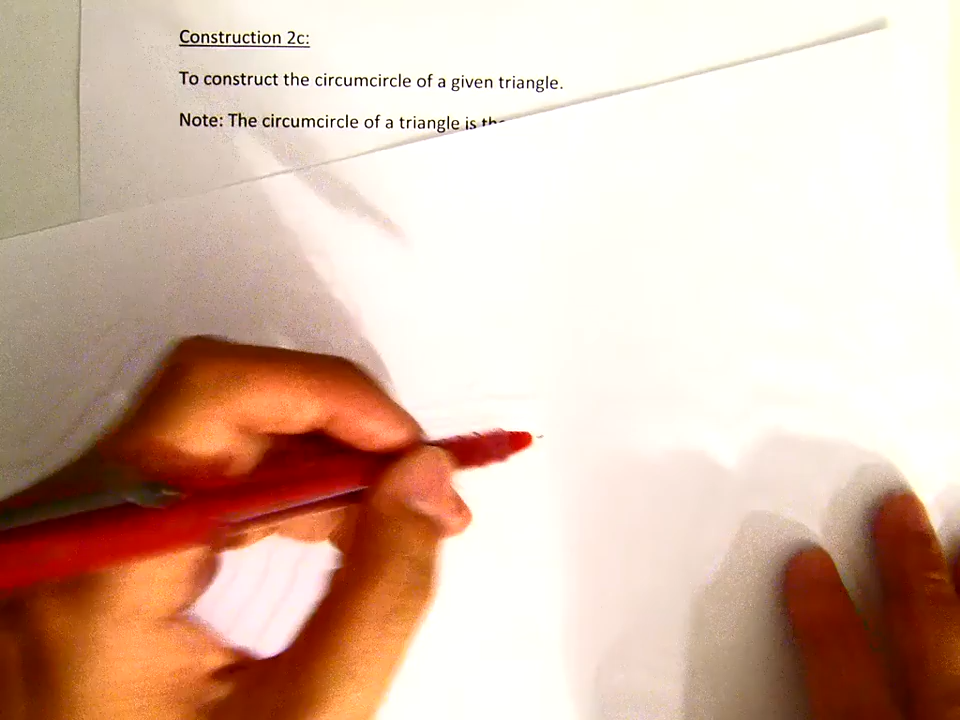 Construction 2c:
To construct the circumcircle of a given triangle.
Note: The circumcircle of a triangle is